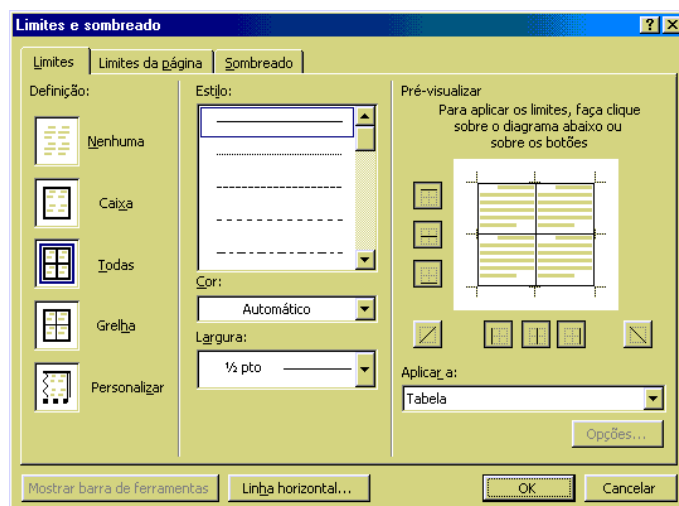 Limites e sombreado
Limites
Limites da página
Sombreado
Definição:
Nenhuma
Caixa
Todas
Grelha
Personalizar
Estilo:
Cor:
Automático
Largura:
½ pto
Pré-visualizar
Para aplicar os limites, faça clique
sobre o diagrama abaixo ou
sobre os botões
Aplicar a:
Tabela
Opções...
Mostrar barra de ferramentas
Linha horizontal...
OK
Cancelar